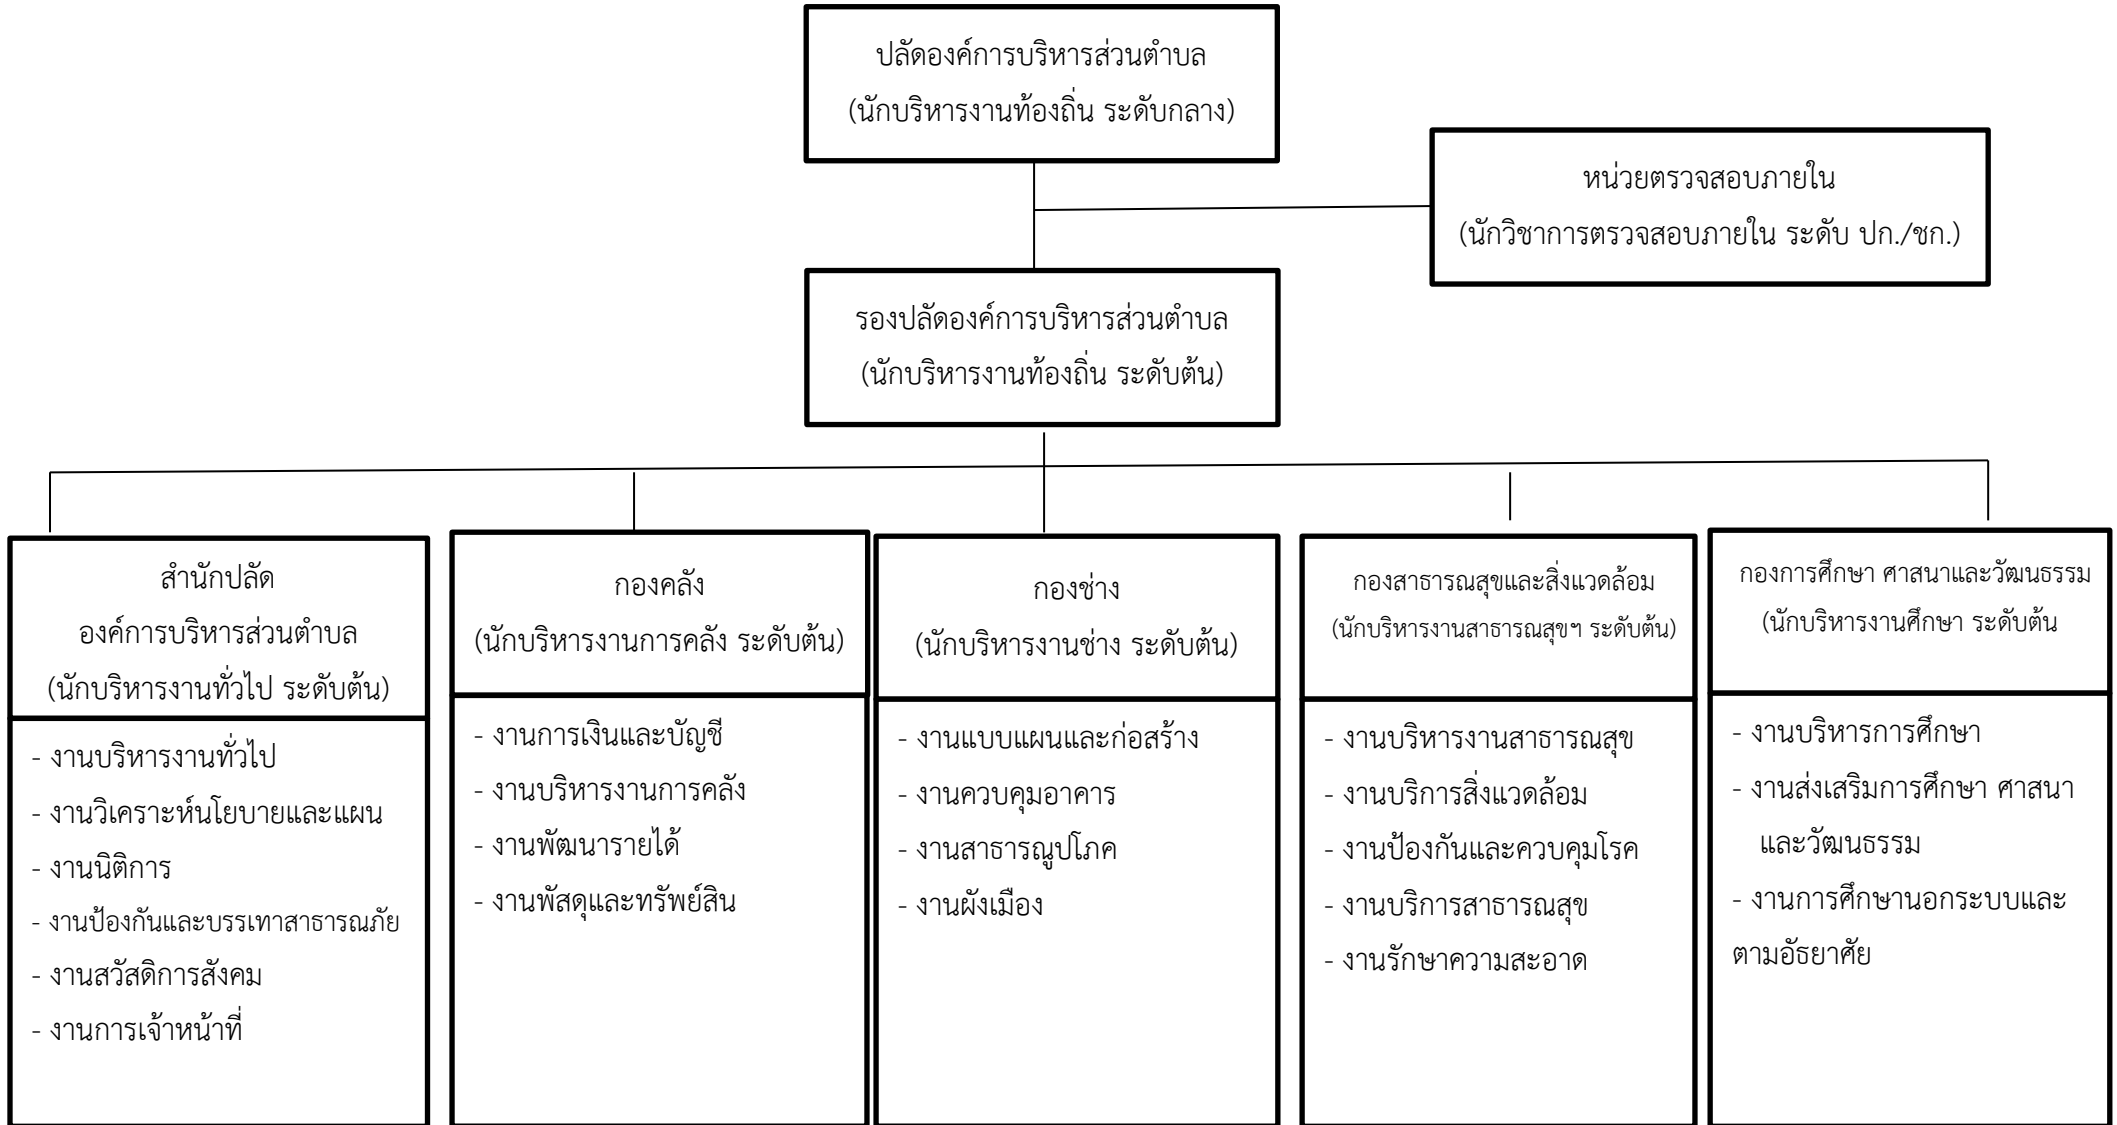 ปลัดองค์การบริหารส่วนตำบล
(นักบริหารงานท้องถิ่น ระดับกลาง)
หน่วยตรวจสอบภายใน
(นักวิชาการตรวจสอบภายใน ระดับ ปก./ชก.)
รองปลัดองค์การบริหารส่วนตำบล
(นักบริหารงานท้องถิ่น ระดับต้น)
สำนักปลัด
องค์การบริหารส่วนตำบล
(นักบริหารงานทั่วไป ระดับต้น)
- งานบริหารงานทั่วไป
- งานวิเคราะห์นโยบายและแผน
- งานนิติการ
- งานป้องกันและบรรเทาสาธารณภัย
- งานสวัสดิการสังคม
- งานการเจ้าหน้าที่
กองคลัง
(นักบริหารงานการคลัง ระดับต้น)
- งานการเงินและบัญชี
- งานบริหารงานการคลัง
- งานพัฒนารายได้
- งานพัสดุและทรัพย์สิน
กองช่าง
(นักบริหารงานช่าง ระดับต้น)
- งานแบบแผนและก่อสร้าง
- งานควบคุมอาคาร
- งานสาธารณูปโภค
- งานผังเมือง
กองสาธารณสุขและสิ่งแวดล้อม
(นักบริหารงานสาธารณสุขฯ ระดับต้น)
- งานบริหารงานสาธารณสุข
- งานบริการสิ่งแวดล้อม
- งานป้องกันและควบคุมโรค
- งานบริการสาธารณสุข
- งานรักษาความสะอาด
กองการศึกษา ศาสนาและวัฒนธรรม
(นักบริหารงานศึกษา ระดับต้น
- งานบริหารการศึกษา
- งานส่งเสริมการศึกษา ศาสนา
และวัฒนธรรม
- งานการศึกษานอกระบบและ
ตามอัธยาศัย